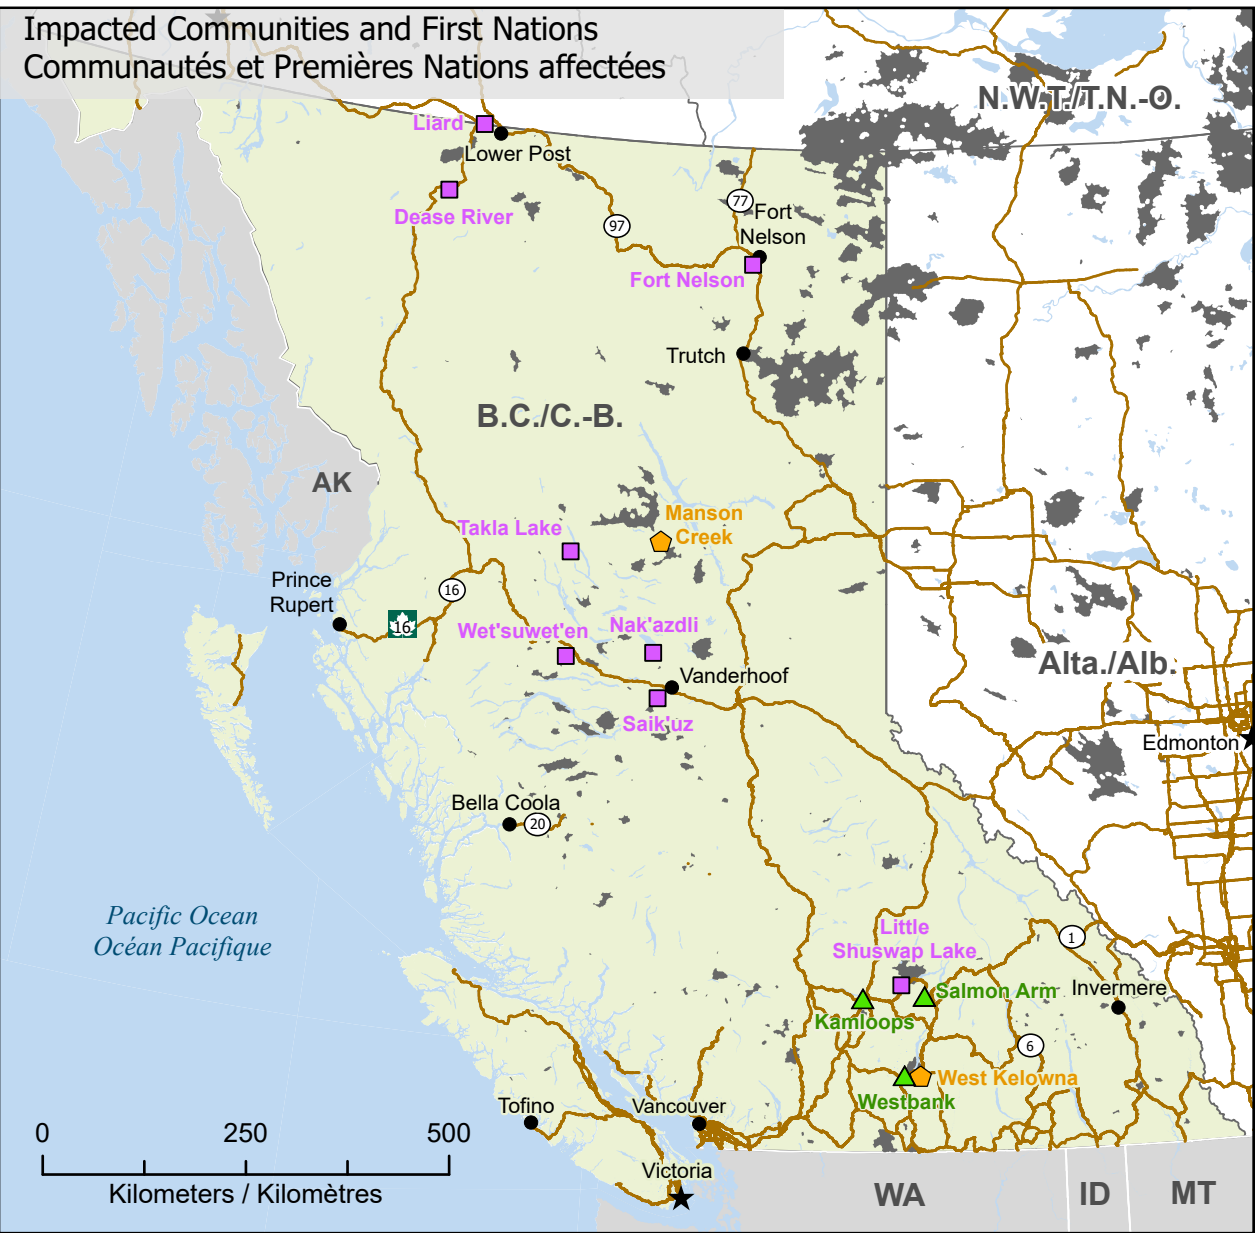 Impacted Communities and First Nations
Communautés et Premières Nations affectées
N.W.T./T.N.-O.
Liard
Lower Post
Dease River
77
Fort
Nelson
97
Fort Nelson
Trutch
B.C./C.-B.
AK
Manson
Creek
Takla Lake
Prince
Rupert
16
16
Wet'suwet'en
Nak'azdli
Vanderhoof
Alta./Alb.
Saik'uz
Edmonton
Bella Coola
20
Pacific Ocean
Océan Pacifique
Little
Shuswap Lake
1
Salmon Arm
Invermere
Kamloops
6
West Kelowna
Westbank
Tofino
Vancouver
0 250 500
Kilometers / Kilomètres
Victoria
WA
ID
MT